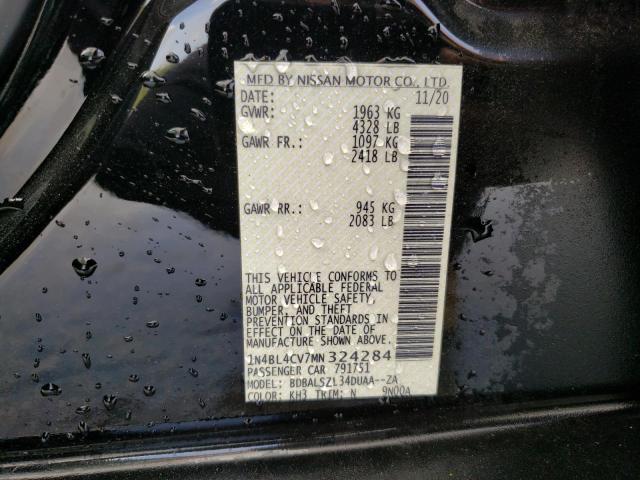 MFD BY NISSAN MOTOR CO., LTD.
DATE: 11/20
GVWR: 1963 KG
4328 LB
GAWR FR.: 1097 KG
2418 LB
GAWR RR.: 945 KG
2083 LB
THIS VEHICLE CONFORMS TO
ALL APPLICABLE FEDERAL
MOTOR VEHICLE SAFETY,
BUMPER, AND THEFT
PREVENTION STANDARDS IN
EFFECT ON THE DATE OF
MANUFACTURE SHOWN ABOVE.
1N4BL4CV7MN324284
PASSENGER CAR 791751
MODEL: BDBALSZL34DUAA--ZA
COLOR: KH3 TRIM: N 9N00A